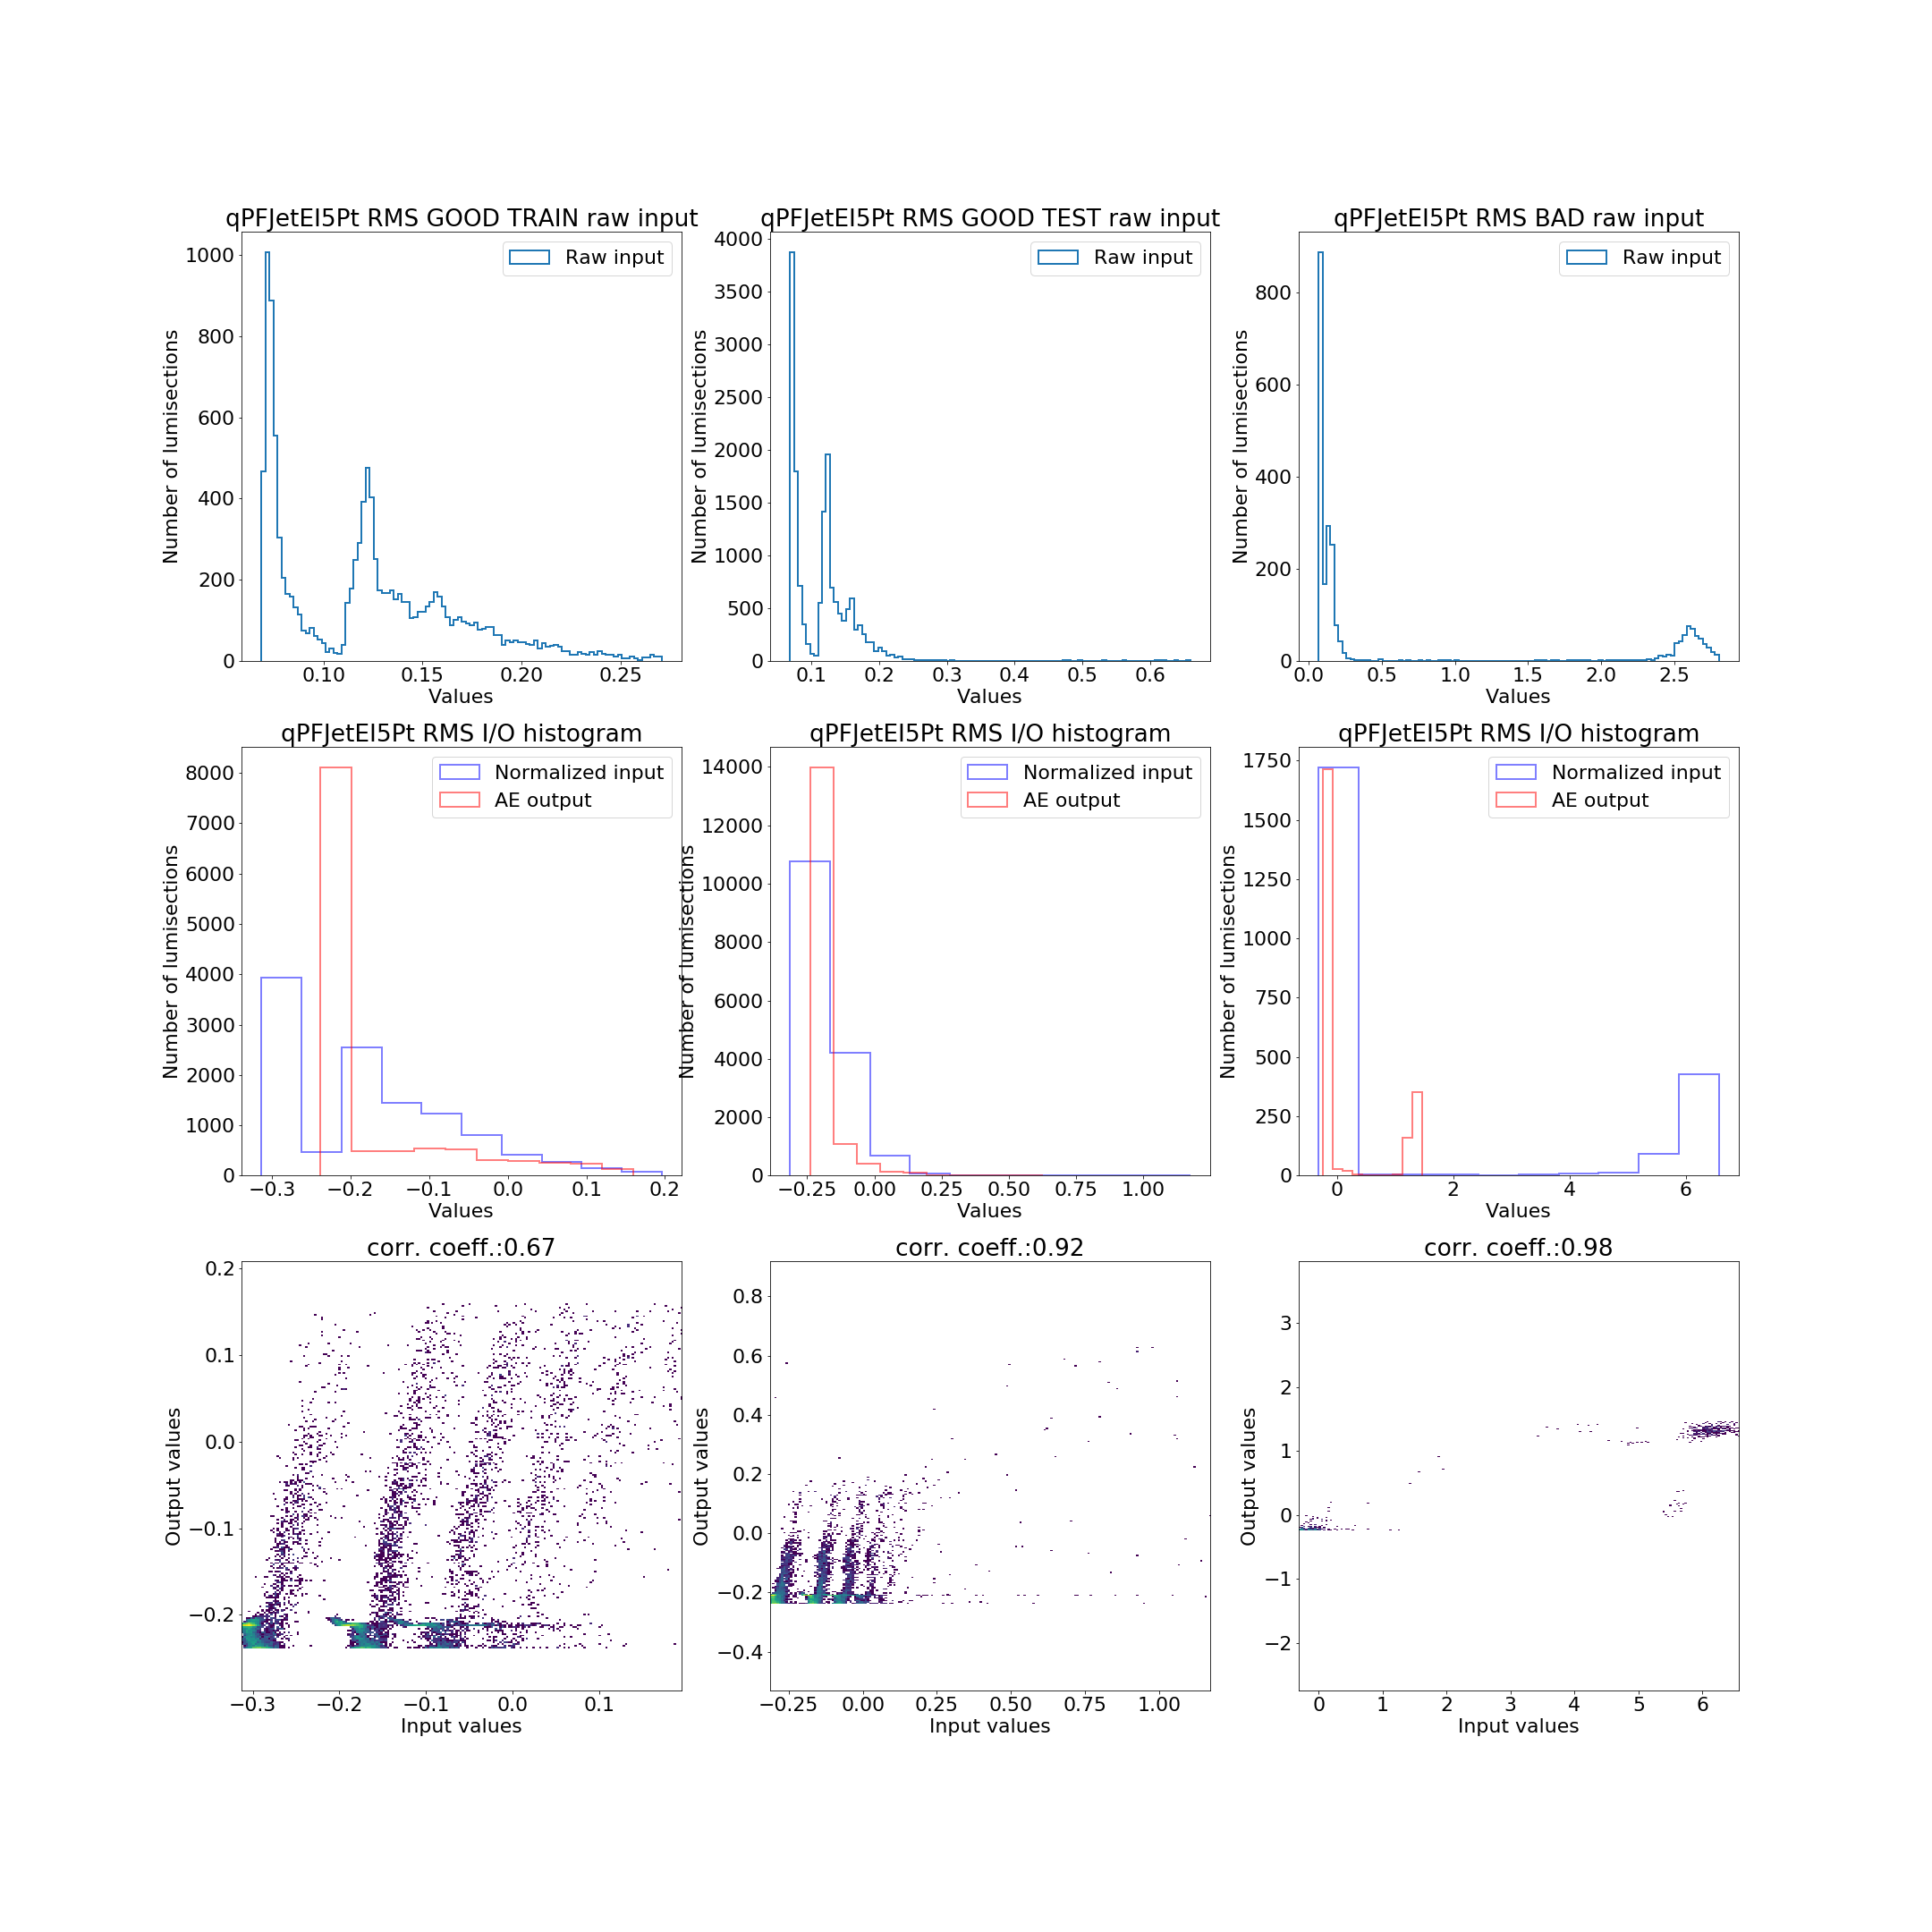 qPFJetEI5Pt RMS GOOD TRAIN raw input
Raw input
1000
800
600
400
200
0
Number of lumisections
0.10 0.15 0.20 0.25
Values
qPFJetEI5Pt RMS GOOD TEST raw input
Raw input
4000
3500
3000
2500
2000
1500
1000
500
0
Number of lumisections
0.1 0.2 0.3 0.4 0.5 0.6
Values
qPFJetEI5Pt RMS BAD raw input
Raw input
800
600
400
200
0
Number of lumisections
0.0 0.5 1.0 1.5 2.0 2.5
Values
qPFJetEI5Pt RMS I/O histogram
Normalized input
AE output
8000
7000
6000
5000
4000
3000
2000
1000
0
Number of lumisections
−0.3 −0.2 −0.1 0.0 0.1 0.2
Values
qPFJetEI5Pt RMS I/O histogram
Normalized input
AE output
14000
12000
10000
8000
6000
4000
2000
0
Number of lumisections
−0.25 0.00 0.25 0.50 0.75 1.00
Values
qPFJetEI5Pt RMS I/O histogram
Normalized input
AE output
1750
1500
1250
1000
750
500
250
0
Number of lumisections
0 2 4 6
Values
corr. coeff.:0.67
0.2
0.1
0.0
−0.1
−0.2
Output values
−0.3 −0.2 −0.1 0.0 0.1
Input values
corr. coeff.:0.92
0.8
0.6
0.4
0.2
0.0
−0.2
−0.4
Output values
−0.25 0.00 0.25 0.50 0.75 1.00
Input values
corr. coeff.:0.98
3
2
1
0
−1
−2
Output values
0 1 2 3 4 5 6
Input values